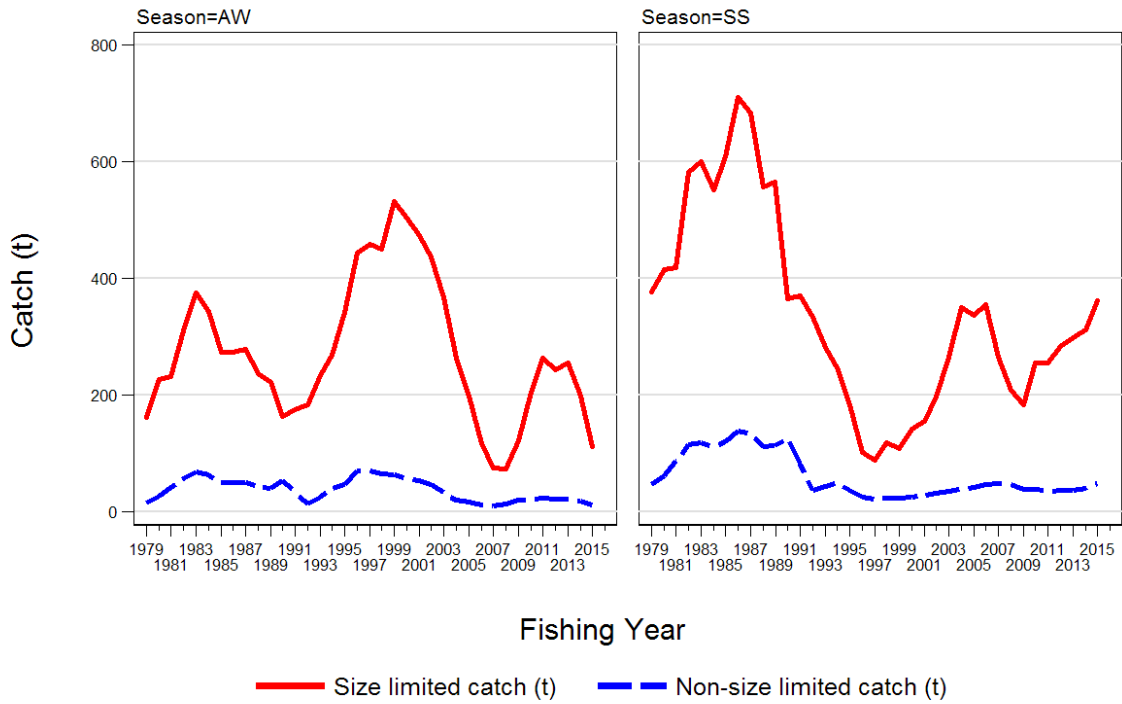 Season=AW
Season=SS
Catch (t)
800
600
400
200
0
1979 1983 1987 1991 1995 1999 2003 2007 2011 2015
1981 1985 1989 1993 1997 2001 2005 2009 2013
1979 1983 1987 1991 1995 1999 2003 2007 2011 2015
1981 1985 1989 1993 1997 2001 2005 2009 2013
Fishing Year
Size limited catch (t)
Non-size limited catch (t)